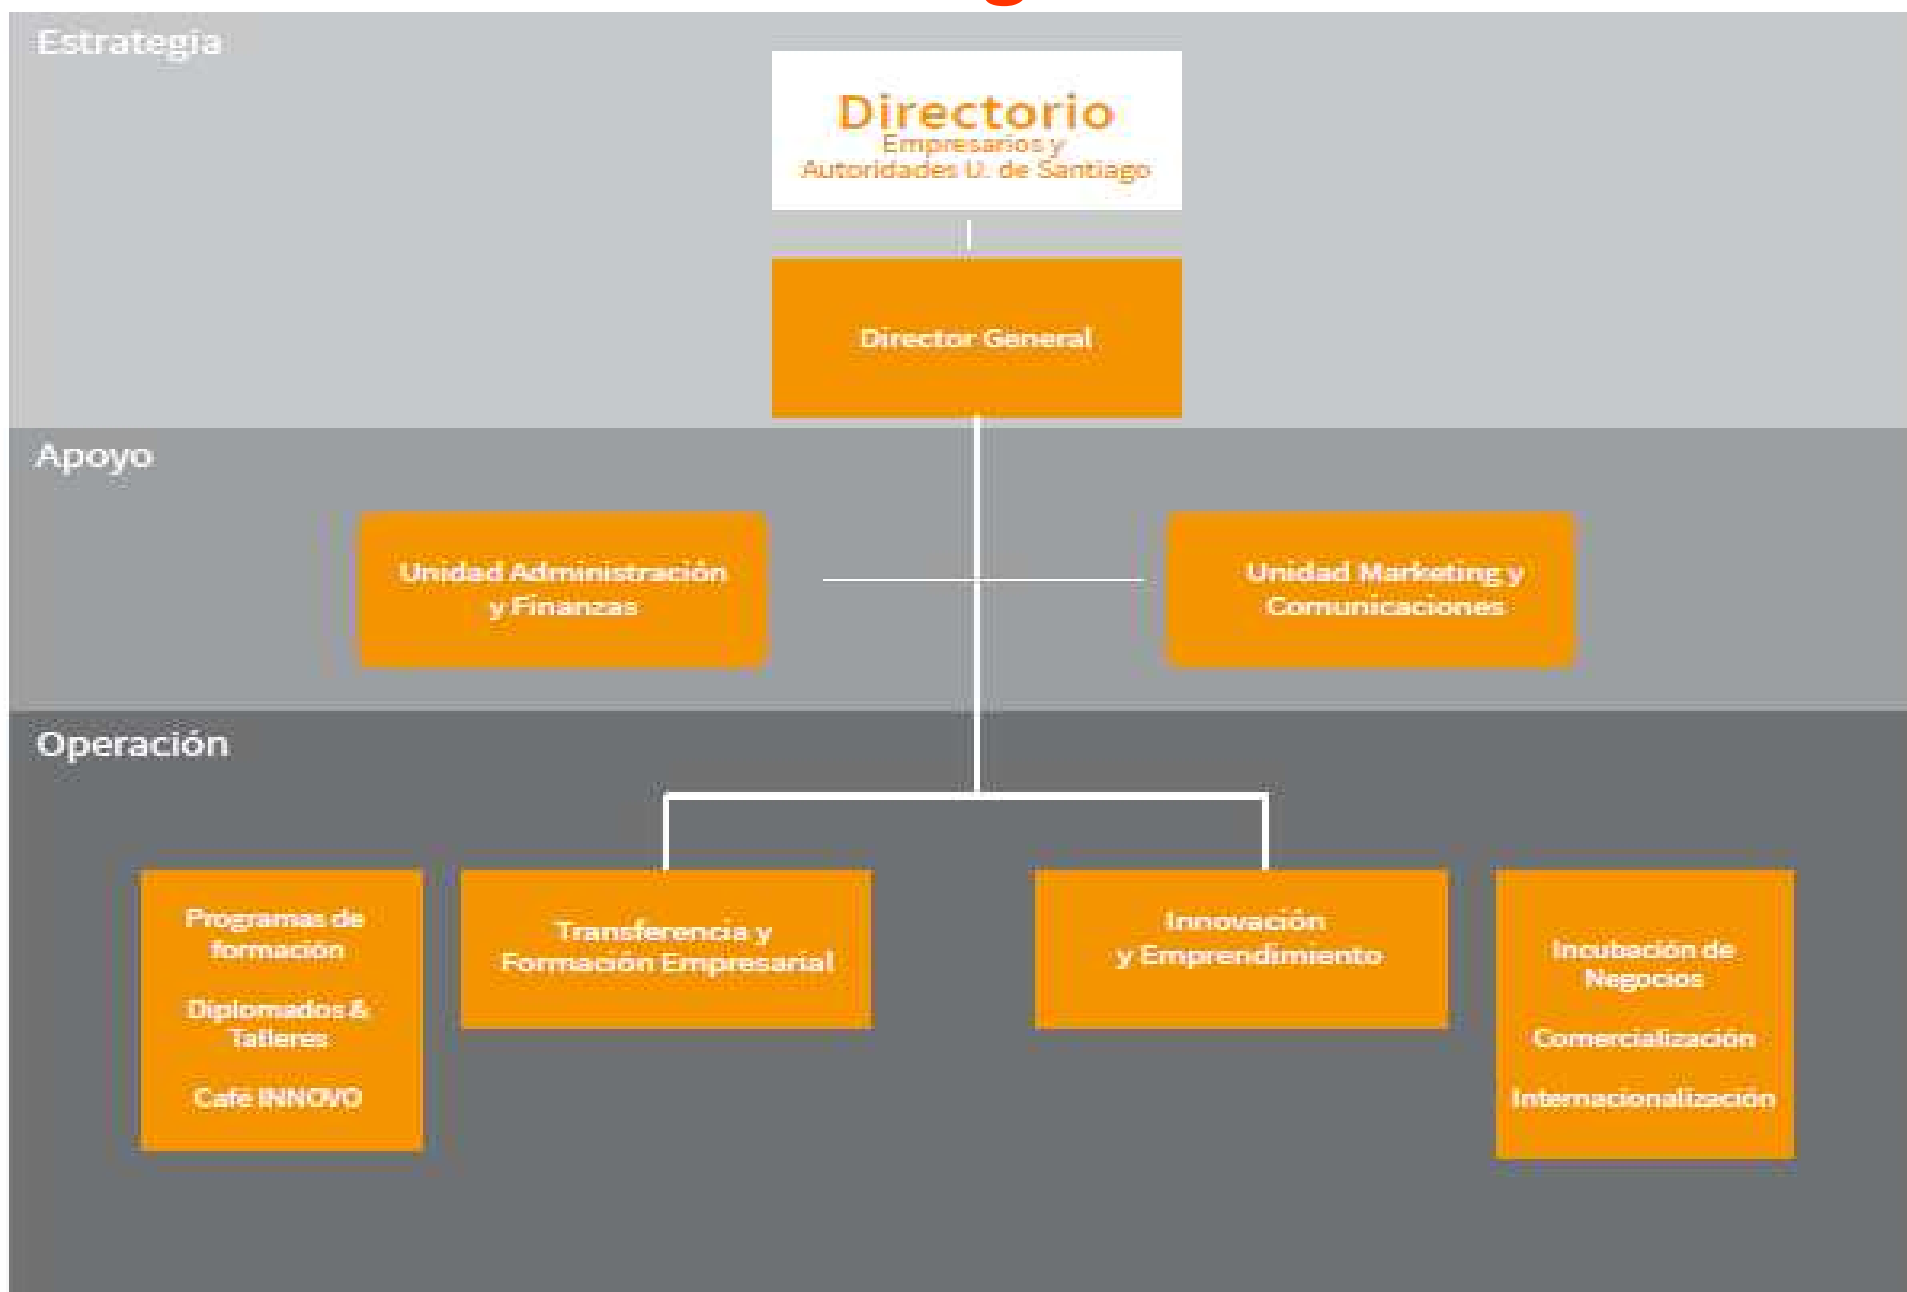 Estrategia
Directorio
Empresarios y
Autoridades U. de Santiago
Director General
Apoyo
Unidad Administración
y Finanzas
Unidad Marketing y
Comunicaciones
Operación
Programas de
formación
Diplomados &
Talleres
Café INNOVO
Transferencia y
Formación Empresarial
Innovación
y Emprendimiento
Incubación de
Negocios
Comercialización
Internacionalización